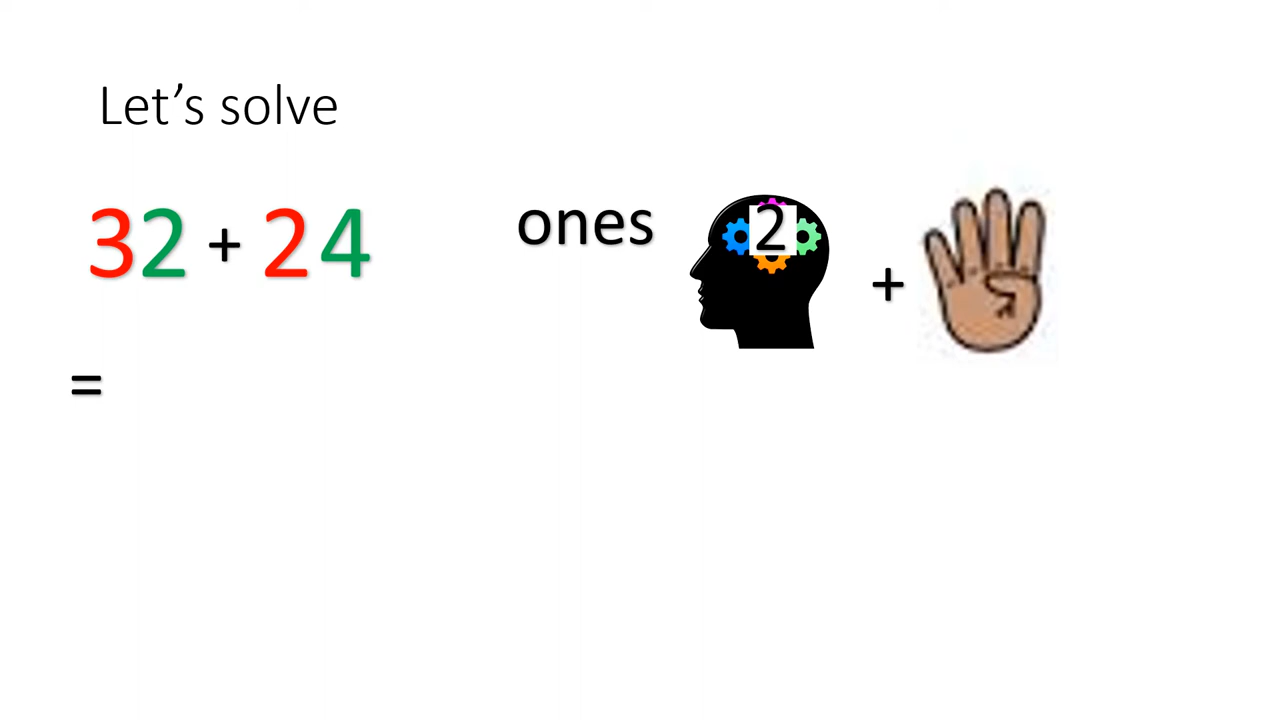 Let's solve
32 + 24
ones 2 +
=